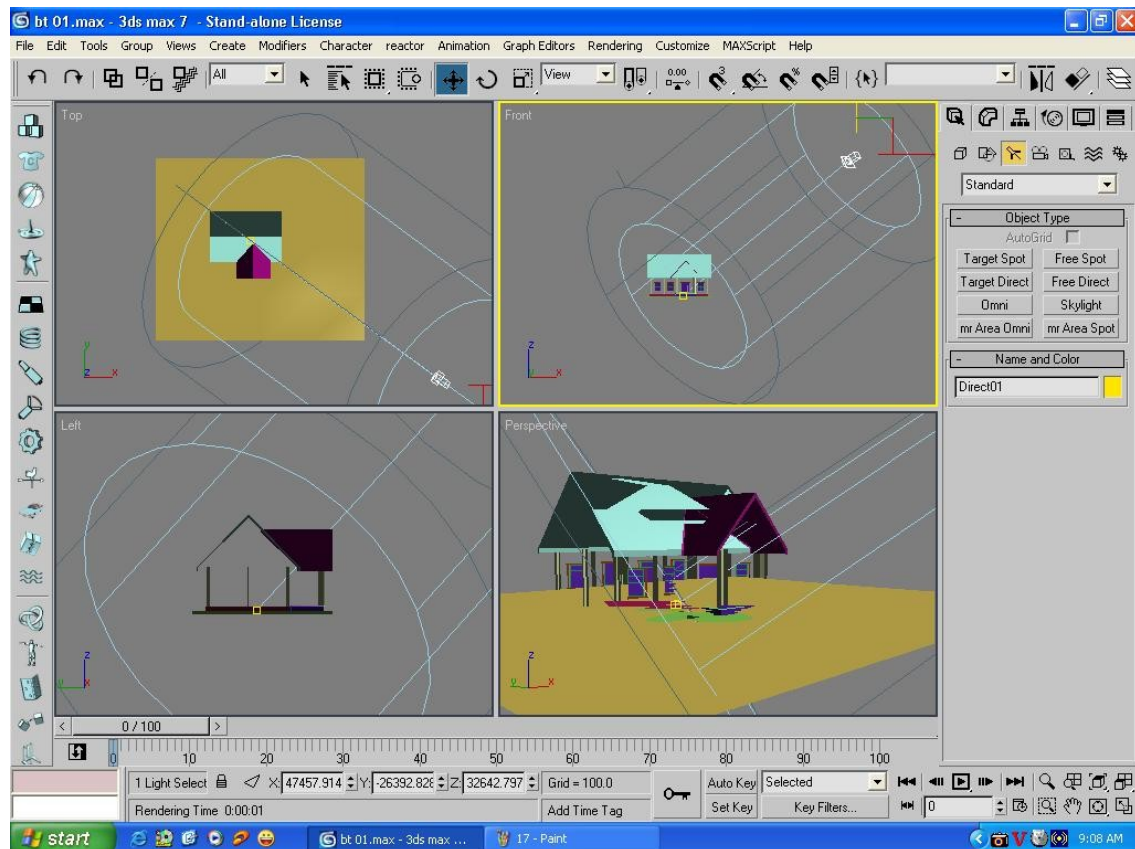 bt 01.max - 3ds max 7 - Stand-alone License
File Edit Tools Group Views Create Modifiers Character reactor Animation Graph Editors Rendering Customize MAXScript Help
All
View
Top
Front
Left
Perspective
y
z x
z
x
z
y x
z
y x
Standard
- Object Type
AutoGrid
Target Spot Free Spot
Target Direct Free Direct
Omni Skylight
mr Area Omni mr Area Spot
- Name and Color
Direct01
< 0 / 100 >
0 10 20 30 40 50 60 70 80 90 100
1 Light Select X: 47457.914 Y: -26392.828 Z: 32642.797 Grid = 100.0 Auto Key Selected
Rendering Time 0:00:01 Add Time Tag Set Key Key Filters... 0
start bt 01.max - 3ds max ... 17 - Paint 9:08 AM